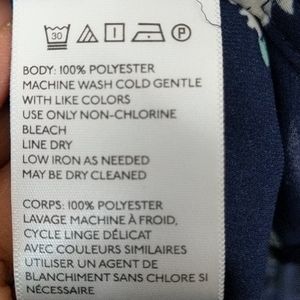 30 P
BODY: 100% POLYESTER
MACHINE WASH COLD GENTLE
WITH LIKE COLORS
USE ONLY NON-CHLORINE
BLEACH
LINE DRY
LOW IRON AS NEEDED
MAY BE DRY CLEANED
CORPS: 100% POLYESTER
LAVAGE MACHINE À FROID,
CYCLE LINGE DÉLICAT
AVEC COULEURS SIMILAIRES
UTILISER UN AGENT DE
BLANCHIMENT SANS CHLORE SI
NÉCESSAIRE